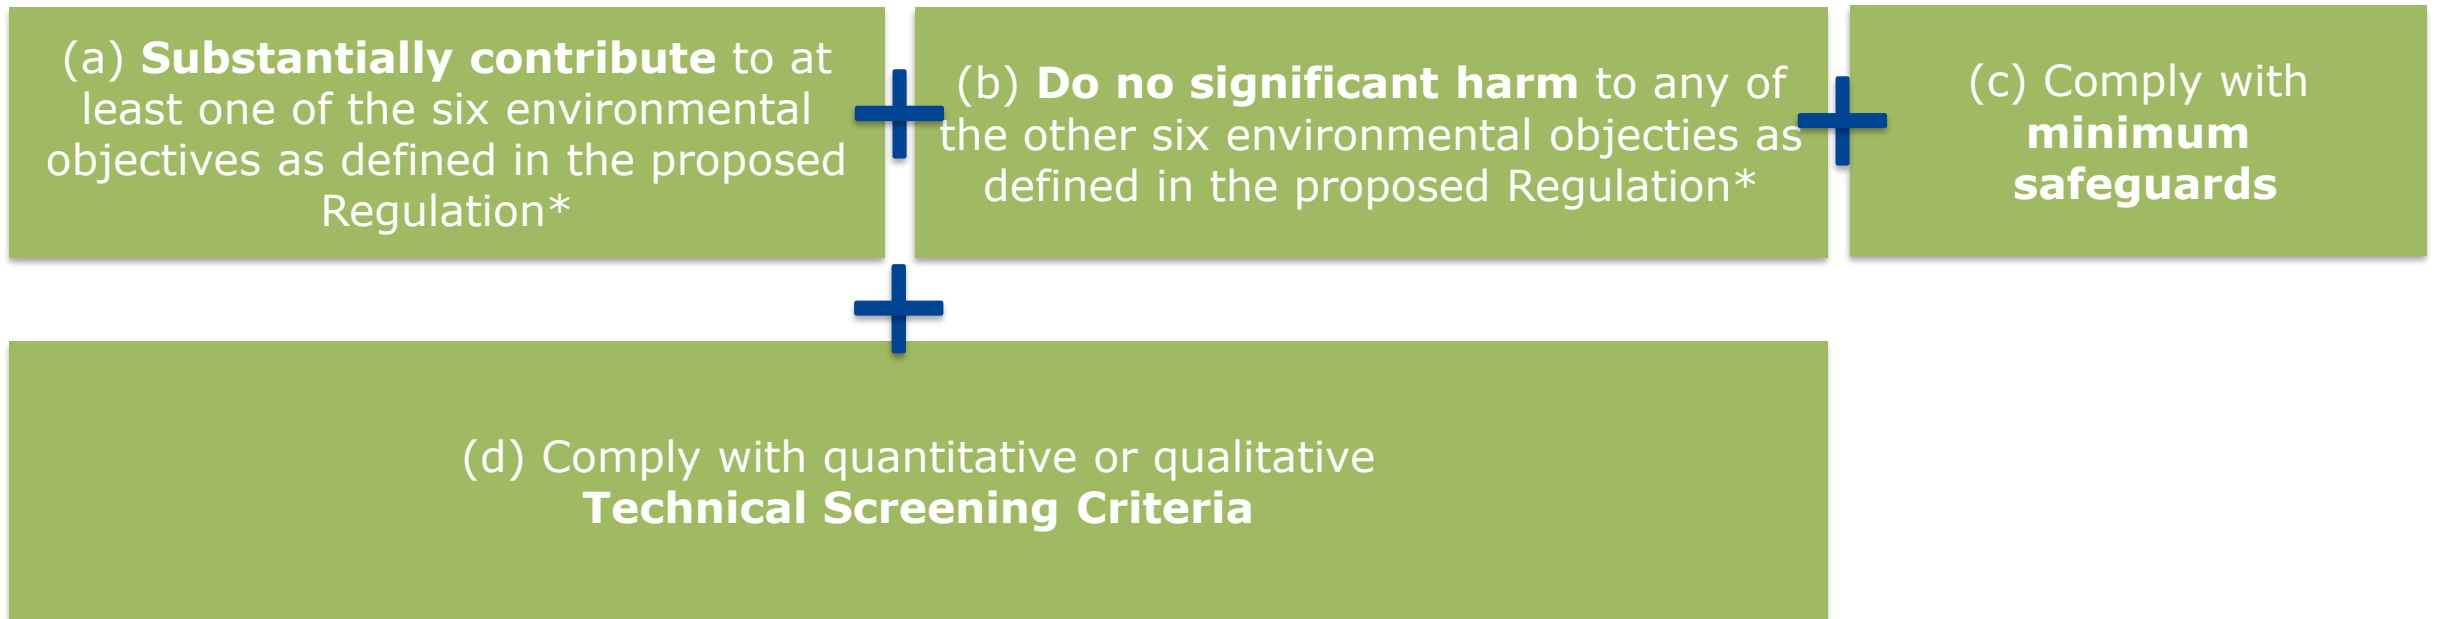 (a) Substantially contribute to at
least one of the six environmental
objectives as defined in the proposed
Regulation*
(b) Do no significant harm to any of
the other six environmental objecties as
defined in the proposed Regulation*
(c) Comply with
minimum
safeguards
(d) Comply with quantitative or qualitative
Technical Screening Criteria